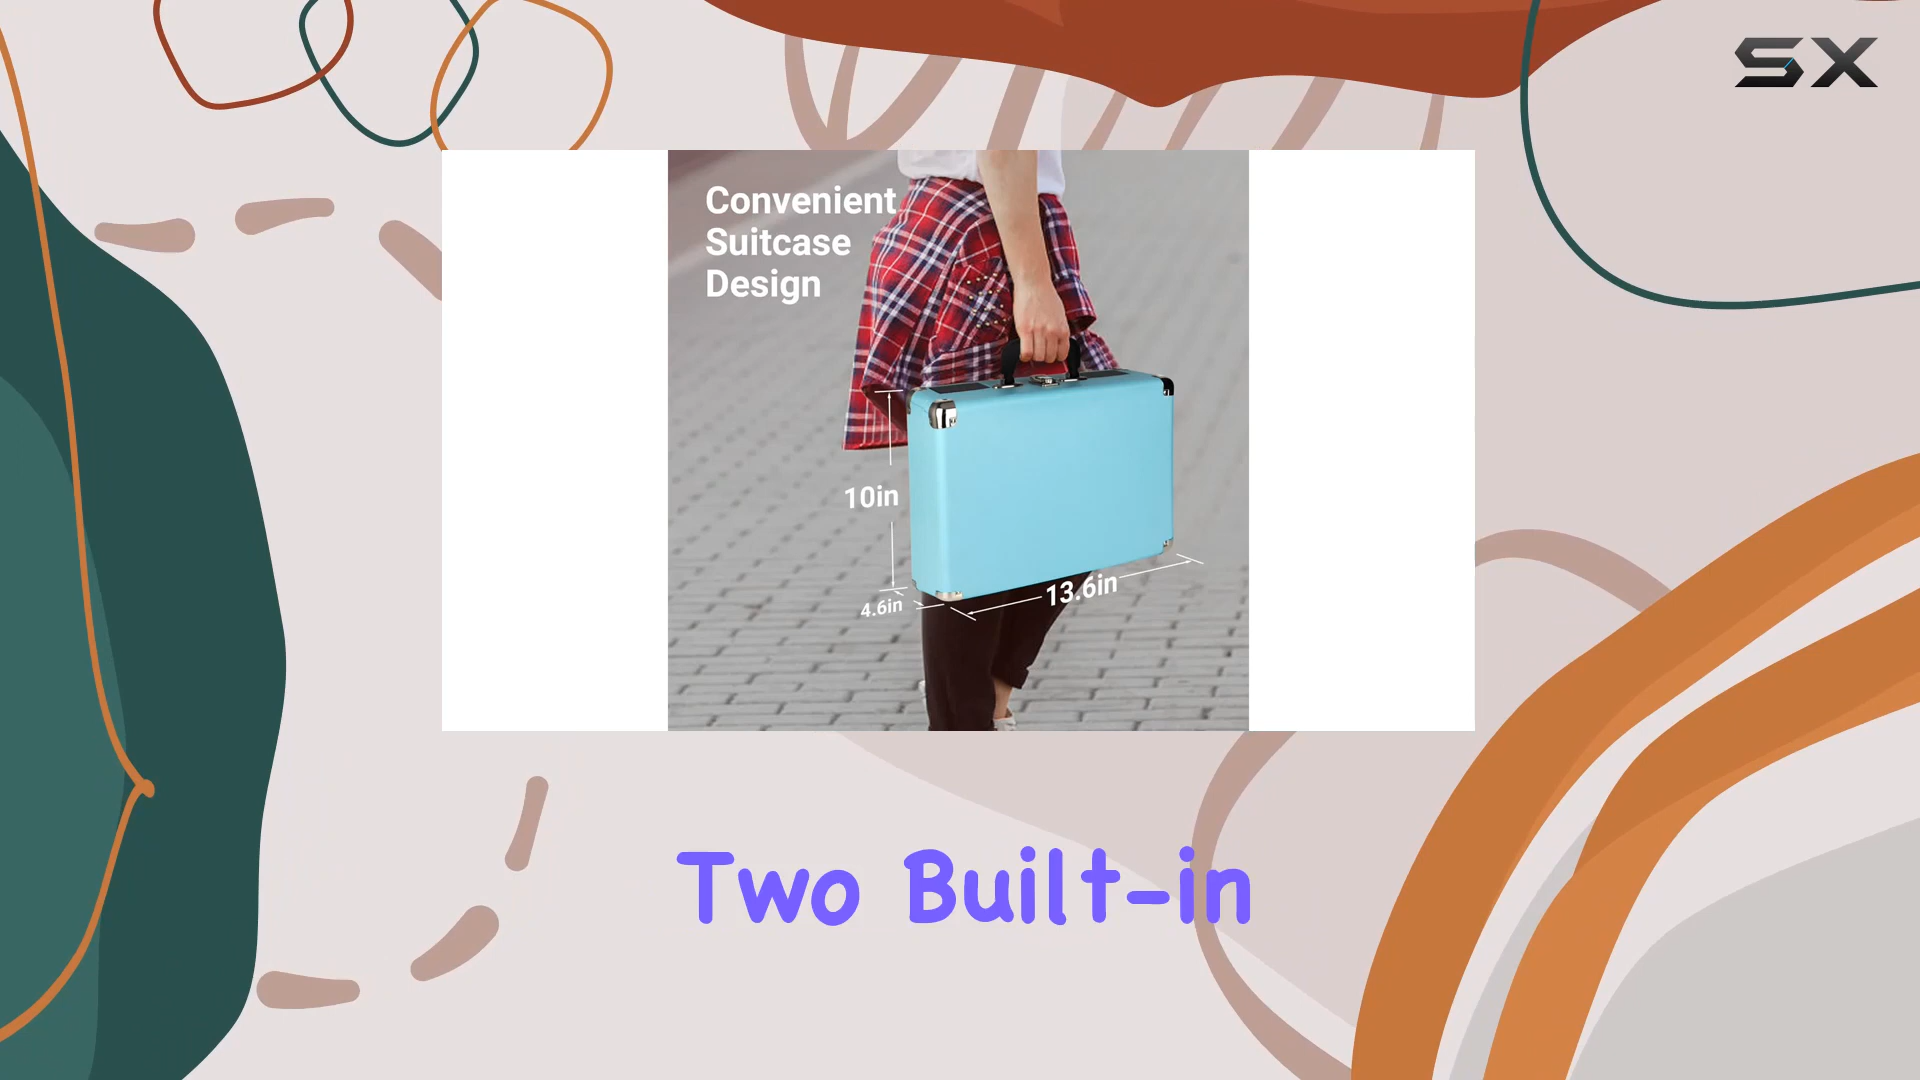 SX
Convenient
Suitcase
Design
10in
4.6in
13.6in
Two Built-in